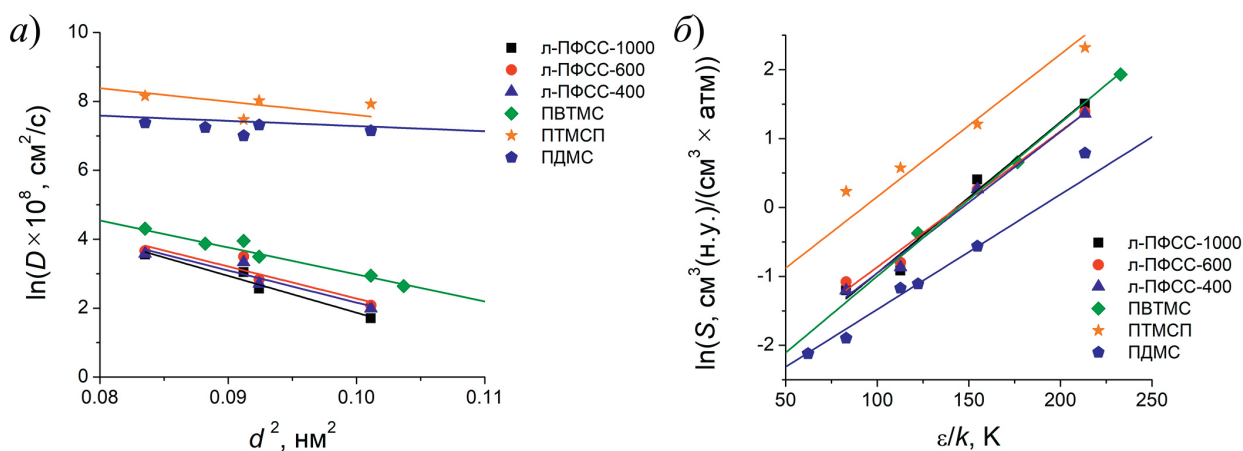 а)
ln(D × 10⁸, см²/с)
10
8
6
4
2
0
0.08
0.09
0.10
0.11
d², нм²
л-ПФСС-1000
л-ПФСС-600
л-ПФСС-400
ПВТМС
ПТМСП
ПДМС
б)
ln(S, см³(н.у.)/(см³ × атм))
2
1
0
-1
-2
50
100
150
200
250
ε/k, K
л-ПФСС-1000
л-ПФСС-600
л-ПФСС-400
ПВТМС
ПТМСП
ПДМС